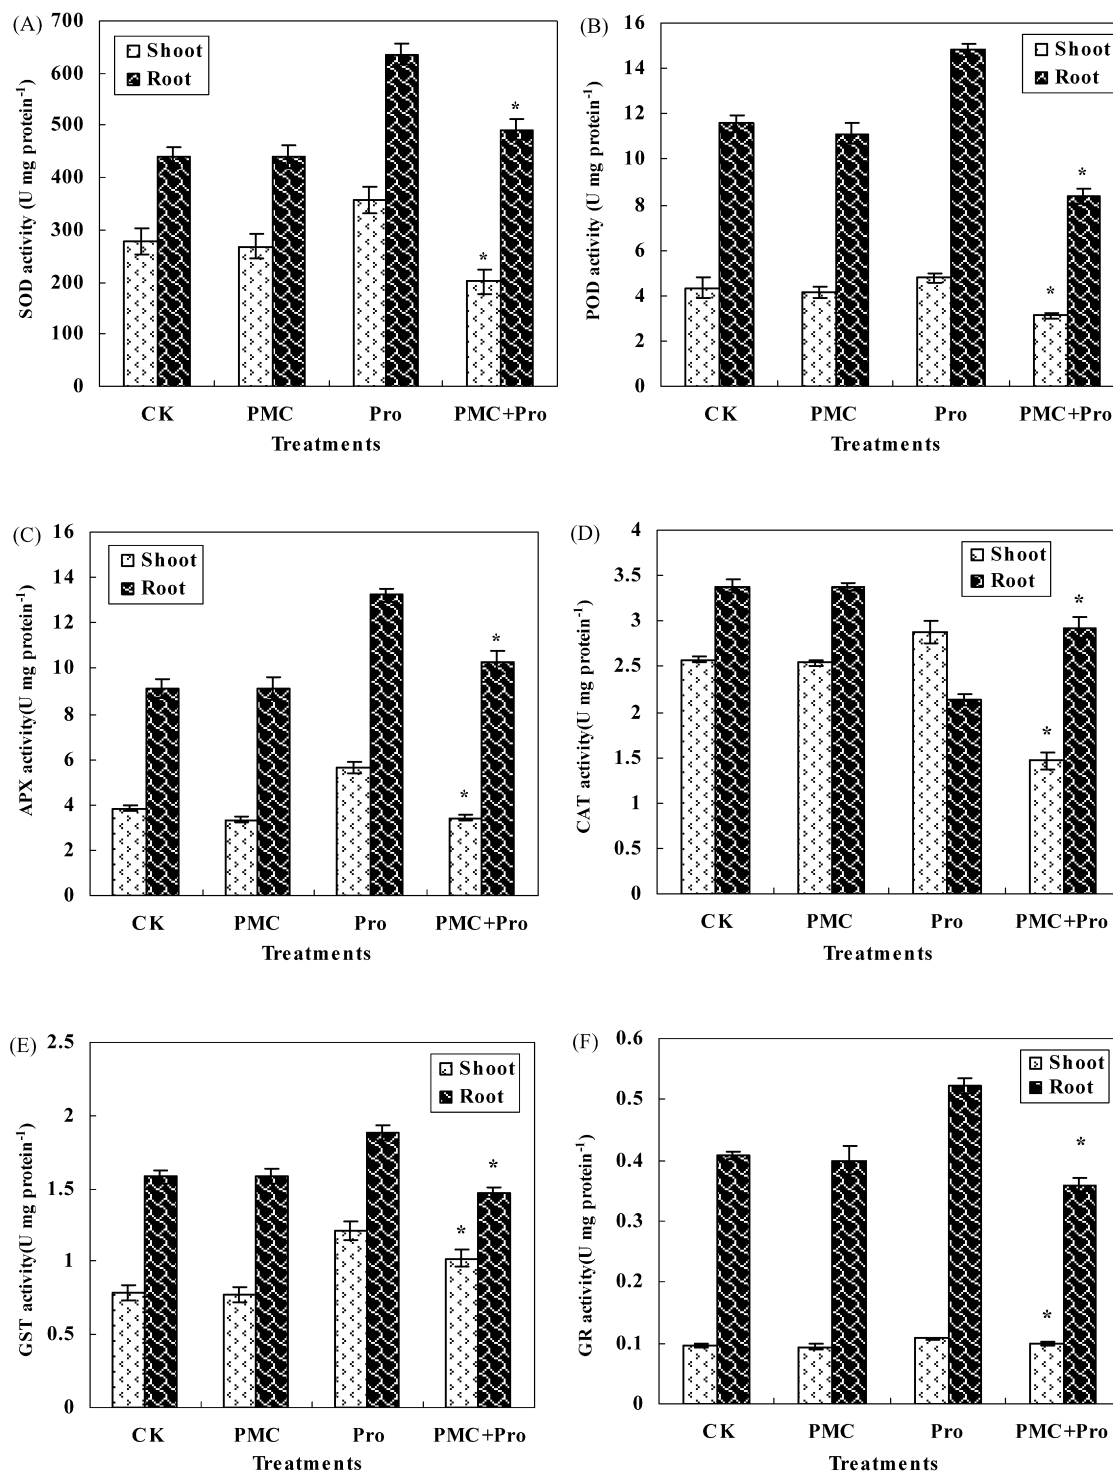 (A)
SOD activity (U mg protein-1)
700
600
500
400
300
200
100
0
Shoot
Root
*
*
CK PMC Pro PMC+Pro
Treatments
(B)
POD activity (U mg protein-1)
16
14
12
10
8
6
4
2
0
Shoot
Root
*
*
CK PMC Pro PMC+Pro
Treatments
(C)
APX activity(U mg protein-1)
16
14
12
10
8
6
4
2
0
Shoot
Root
*
*
CK PMC Pro PMC+Pro
Treatments
(D)
CAT activity(U mg protein-1)
4
3.5
3
2.5
2
1.5
1
0.5
0
Shoot
Root
*
*
CK PMC Pro PMC+Pro
Treatments
(E)
GST activity(U mg protein-1)
2.5
2
1.5
1
0.5
0
Shoot
Root
*
*
CK PMC Pro PMC+Pro
Treatments
(F)
GR activity(U mg protein-1)
0.6
0.5
0.4
0.3
0.2
0.1
0
Shoot
Root
*
*
CK PMC Pro PMC+Pro
Treatments